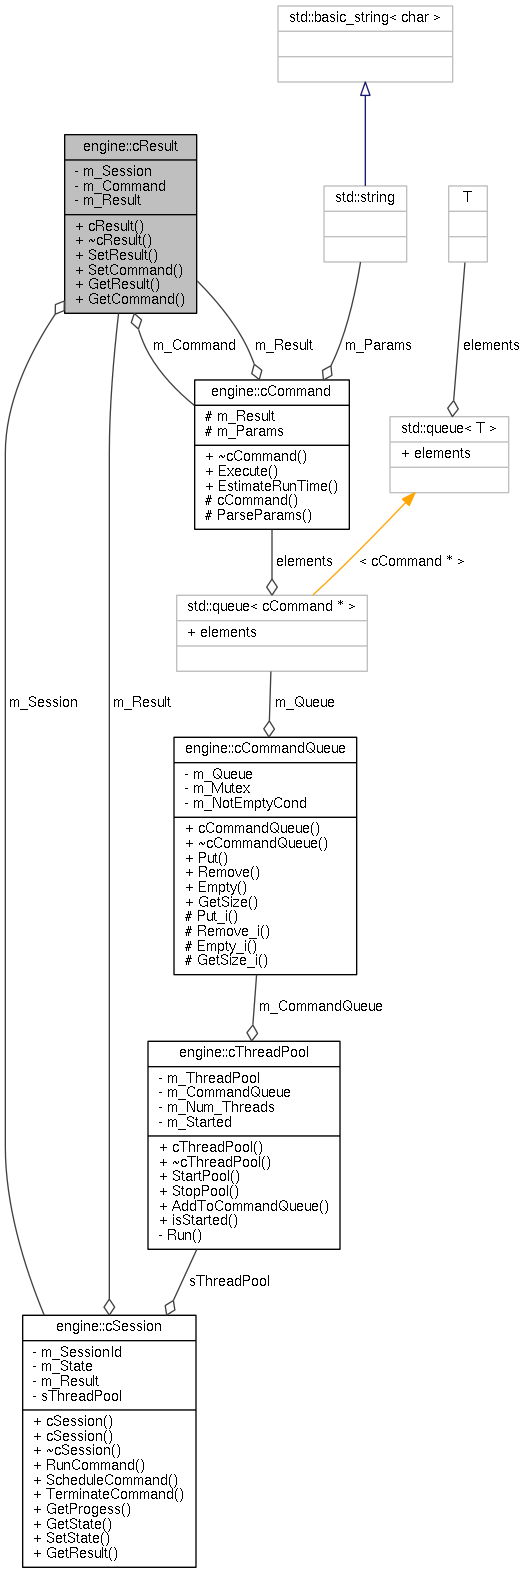 std::basic_string< char >
engine::cResult
- m_Session
- m_Command
- m_Result
+ cResult()
+ ~cResult()
+ SetResult()
+ SetCommand()
+ GetResult()
+ GetCommand()
std::string
T
m_Command
m_Result
m_Params
elements
engine::cCommand
# m_Result
# m_Params
+ ~cCommand()
+ Execute()
+ EstimateRunTime()
# cCommand()
# ParseParams()
std::queue< T >
+ elements
elements
< cCommand * >
std::queue< cCommand * >
+ elements
m_Session
m_Result
m_Queue
engine::cCommandQueue
- m_Queue
- m_Mutex
- m_NotEmptyCond
+ cCommandQueue()
+ ~cCommandQueue()
+ Put()
+ Remove()
+ Empty()
+ GetSize()
# Put_i()
# Remove_i()
# Empty_i()
# GetSize_i()
m_CommandQueue
engine::cThreadPool
- m_ThreadPool
- m_CommandQueue
- m_Num_Threads
- m_Started
+ cThreadPool()
+ ~cThreadPool()
+ StartPool()
+ StopPool()
+ AddToCommandQueue()
+ isStarted()
- Run()
sThreadPool
engine::cSession
- m_SessionId
- m_State
- m_Result
- sThreadPool
+ cSession()
+ cSession()
+ ~cSession()
+ RunCommand()
+ ScheduleCommand()
+ TerminateCommand()
+ GetProgess()
+ GetState()
+ SetState()
+ GetResult()